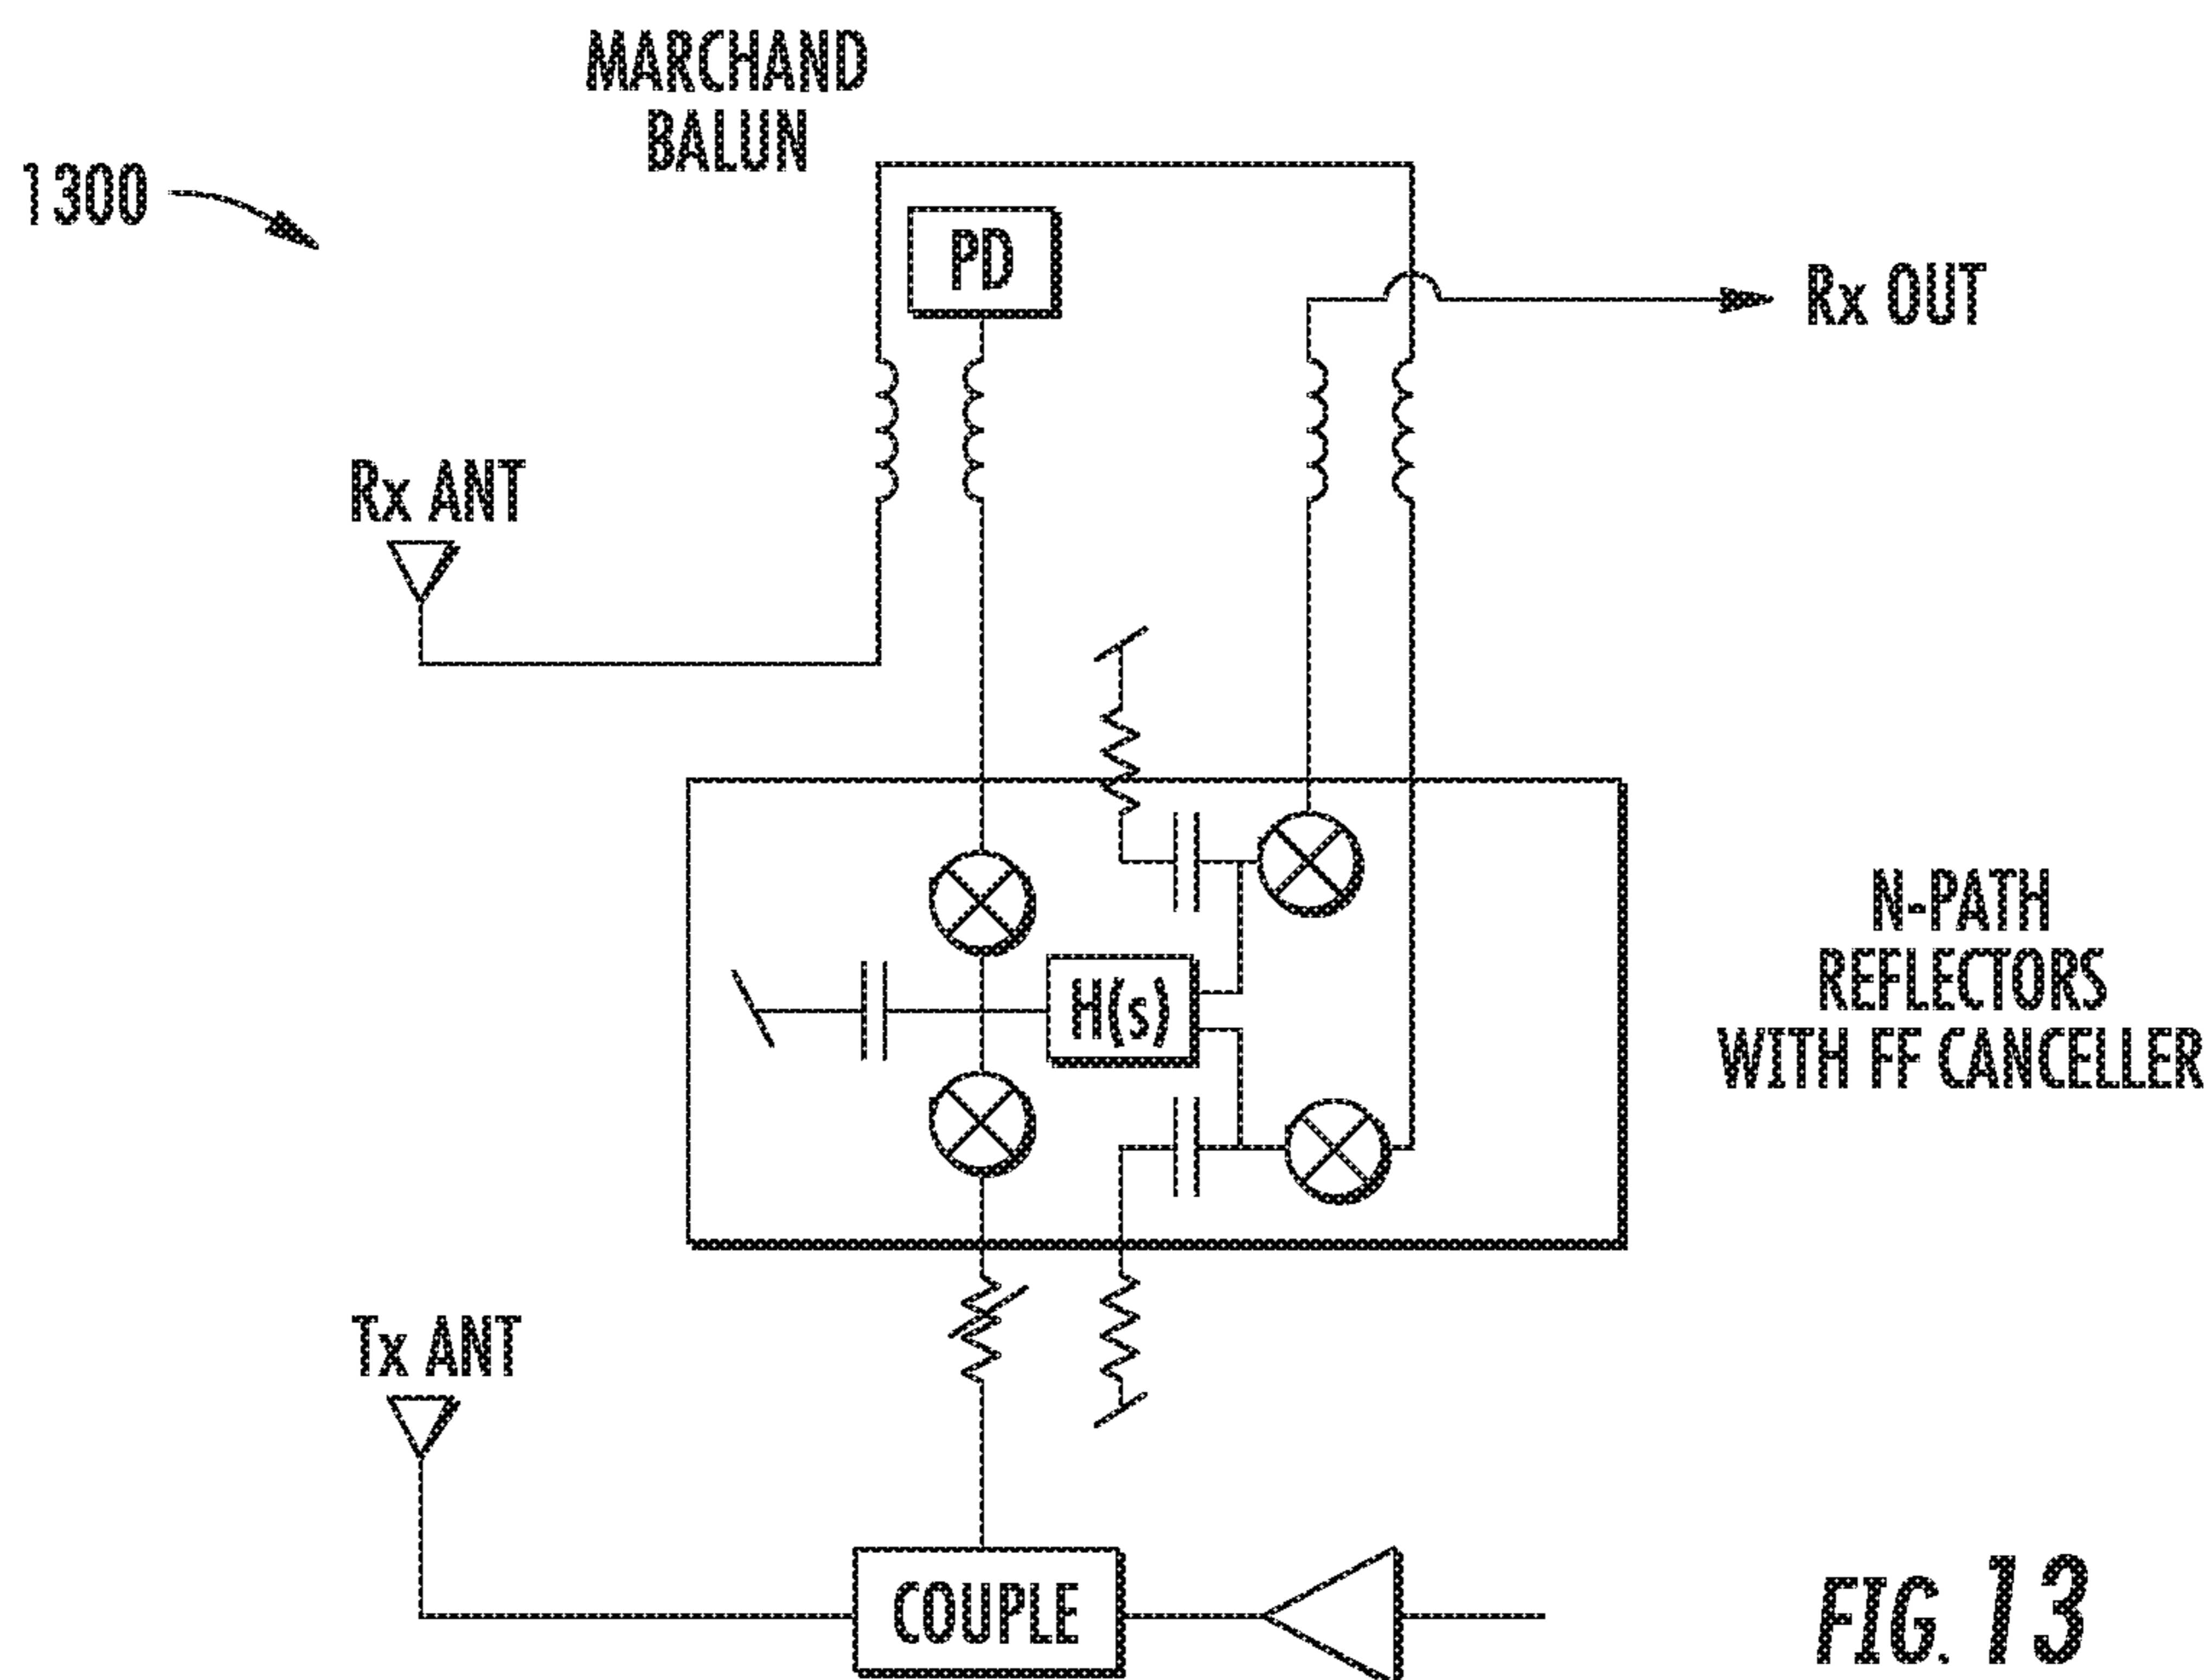 MARCHAND
BALUN
1300
PD
Rx OUT
Rx ANT
N-PATH
REFLECTORS
WITH FF CANCELLER
H(s)
Tx ANT
COUPLE
FIG. 13